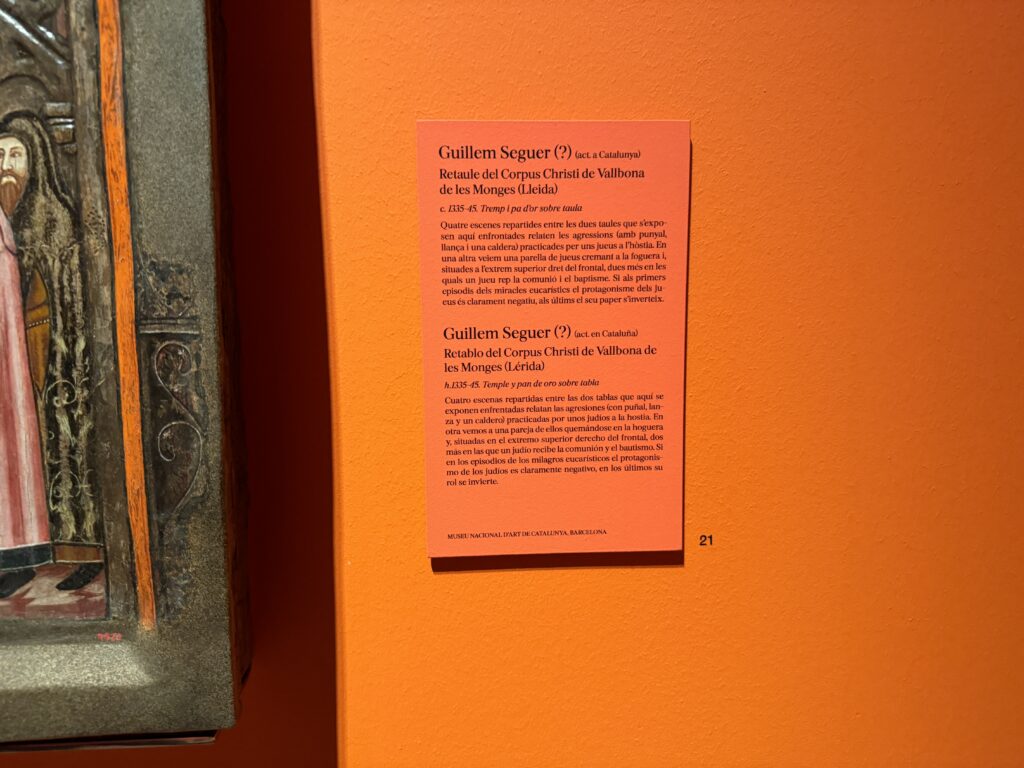 Guillem Seguer (?) (act. a Catalunya)
Retaule del Corpus Christi de Vallbona
de les Monges (Lleida)
c. 1335-45. Tremp i pa d'or sobre taula
Quatre escenes repartides entre les dues taules que s'expo-
sen aquí enfrontades relaten les agressions (amb punyal,
llança i una caldera) practicades per uns jueus a l'hòstia. En
una altra veiem una parella de jueus cremant a la foguera i,
situades a l'extrem superior dret del frontal, dues més en les
quals un jueu rep la comunió i el baptisme. Si als primers
episodis dels miracles eucarístics el protagonisme dels ju-
eus és clarament negatiu, als últims el seu paper s'inverteix.
Guillem Seguer (?) (act. en Cataluña)
Retablo del Corpus Christi de Vallbona de
les Monges (Lérida)
h.1335-45. Temple y pan de oro sobre tabla
Cuatro escenas repartidas entre las dos tablas que aquí se
exponen enfrentadas relatan las agresiones (con puñal, lan-
za y un caldero) practicadas por unos judíos a la hostia. En
otra vemos a una pareja de ellos quemándose en la hoguera
y, situadas en el extremo superior derecho del frontal, dos
más en las que un judío recibe la comunión y el bautismo. Si
en los episodios de los milagros eucarísticos el protagonis-
mo de los judíos es claramente negativo, en los últimos su
rol se invierte.
MUSEU NACIONAL D'ART DE CATALUNYA, BARCELONA
21